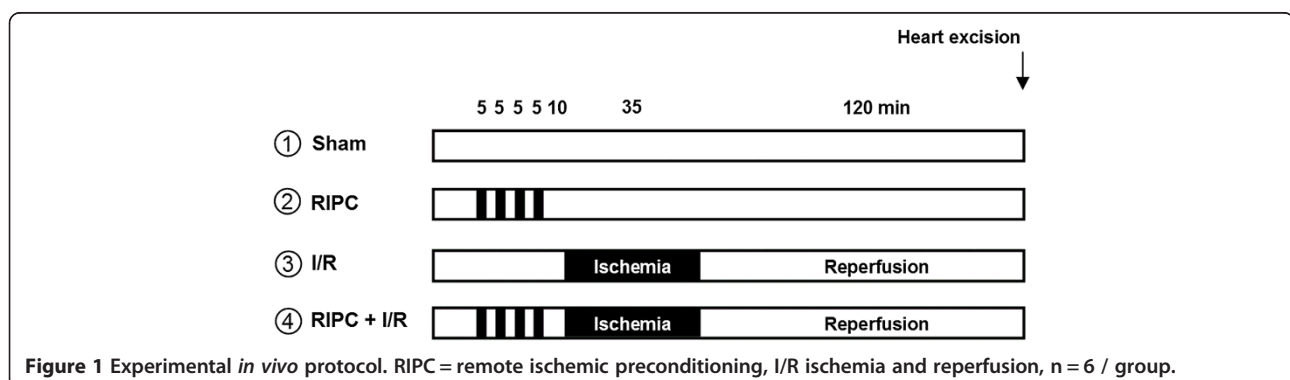 Heart excision
5 5 5 5 10 35 120 min
① Sham
② RIPC
③ I/R Ischemia Reperfusion
④ RIPC + I/R Ischemia Reperfusion
Figure 1 Experimental in vivo protocol. RIPC = remote ischemic preconditioning, I/R ischemia and reperfusion, n = 6 / group.